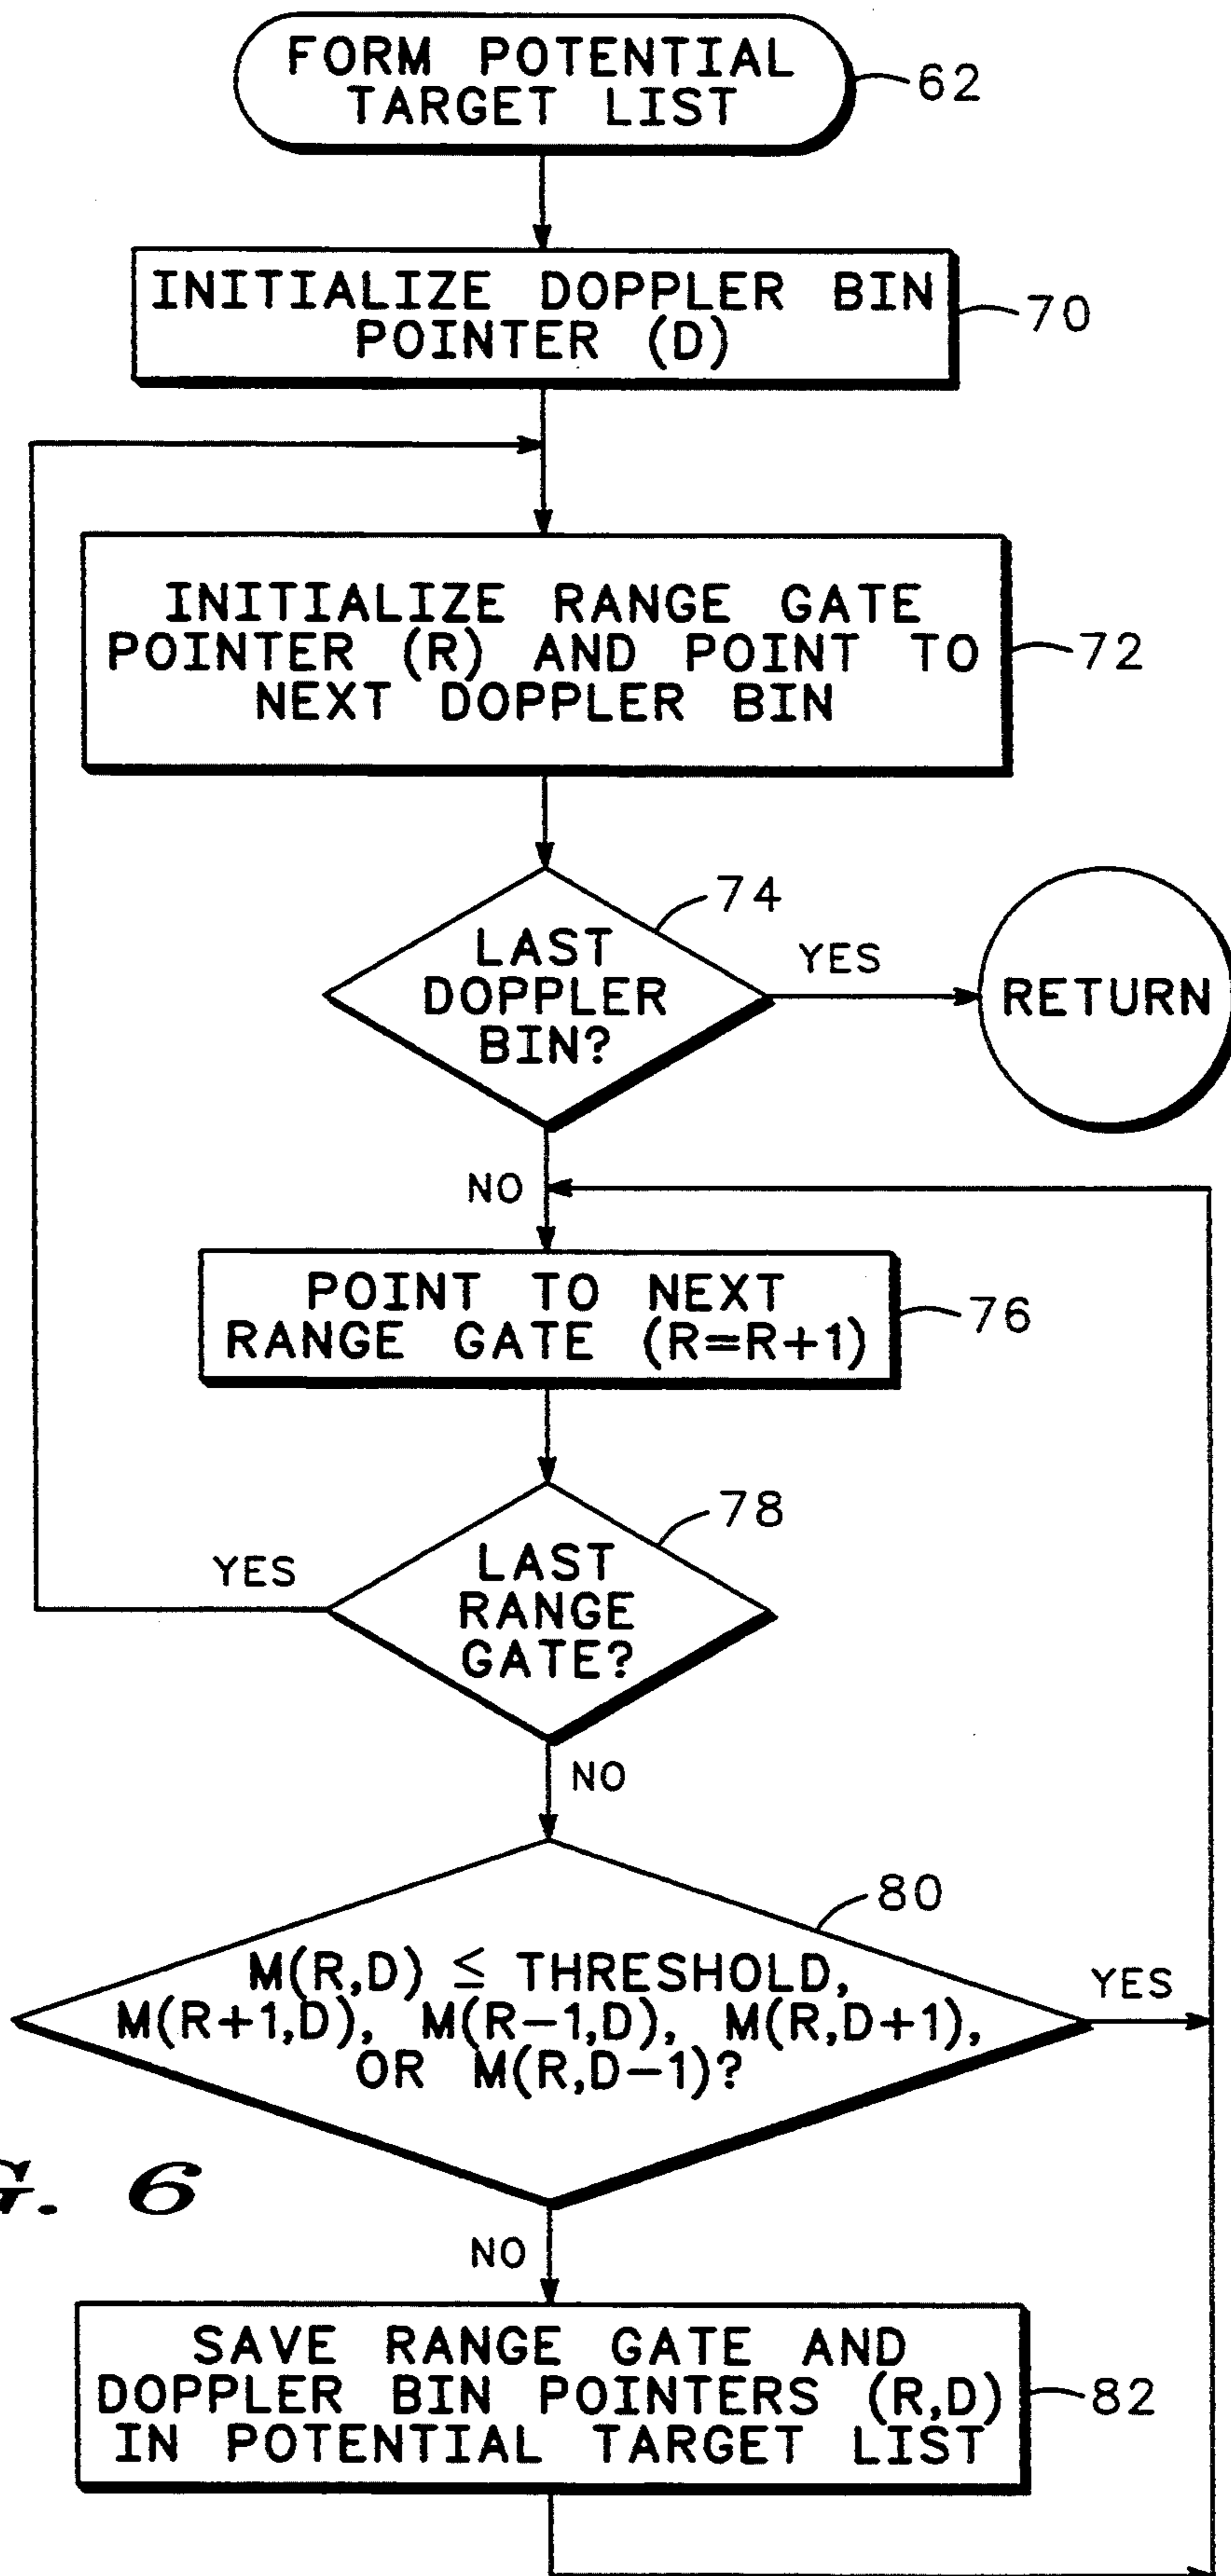 FORM POTENTIAL
TARGET LIST
62
INITIALIZE DOPPLER BIN
POINTER (D)
70
INITIALIZE RANGE GATE
POINTER (R) AND POINT TO
NEXT DOPPLER BIN
72
74
LAST
DOPPLER
BIN?
YES
RETURN
NO
POINT TO NEXT
RANGE GATE (R=R+1)
76
78
LAST
RANGE
GATE?
YES
NO
80
M(R,D) ≤ THRESHOLD,
M(R+1,D), M(R−1,D), M(R,D+1),
OR M(R,D−1)?
YES
G. 6
NO
SAVE RANGE GATE AND
DOPPLER BIN POINTERS (R,D)
IN POTENTIAL TARGET LIST
82